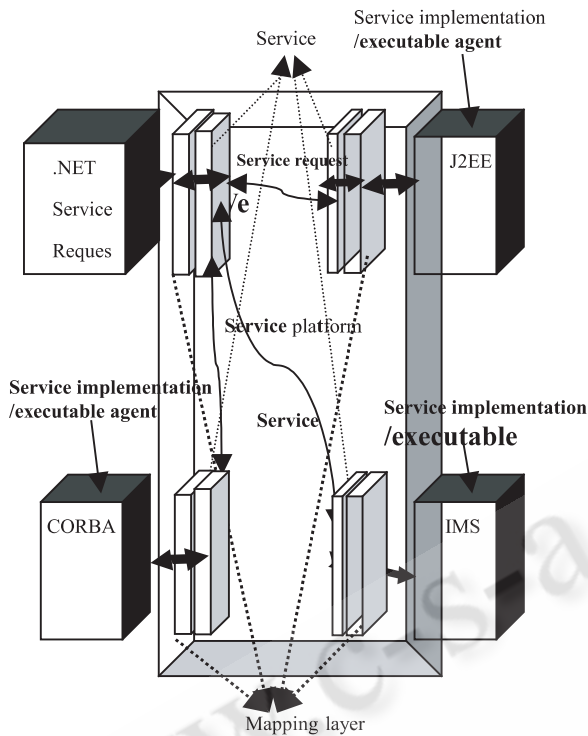 Service implementation
/executable agent
Service
.NET
Service
Reques
Service request
/e
J2EE
Service platform
Service implementation
/executable agent
Service
Service implementation
/executable
CORBA
IMS
Mapping layer